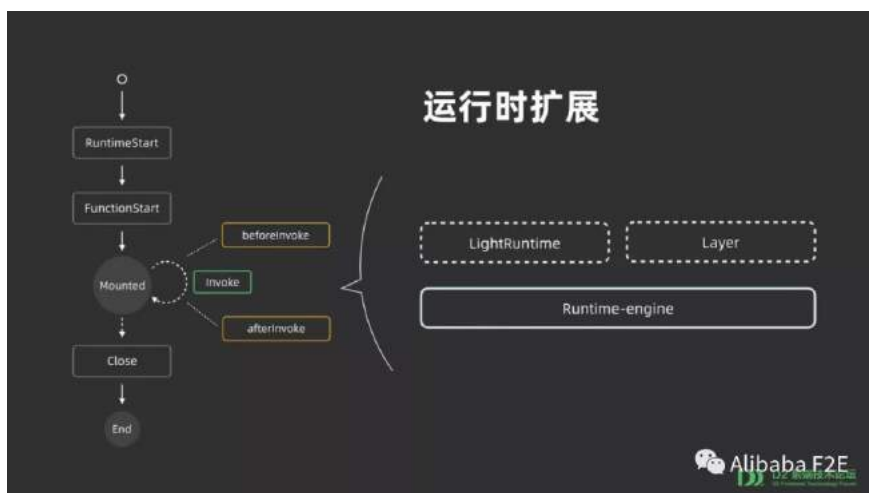 运行时扩展
RuntimeStart
FunctionStart
beforeInvoke
Invoke
Mounted
afterInvoke
Close
End
LightRuntime
Layer
Runtime-engine
Alibaba F2E